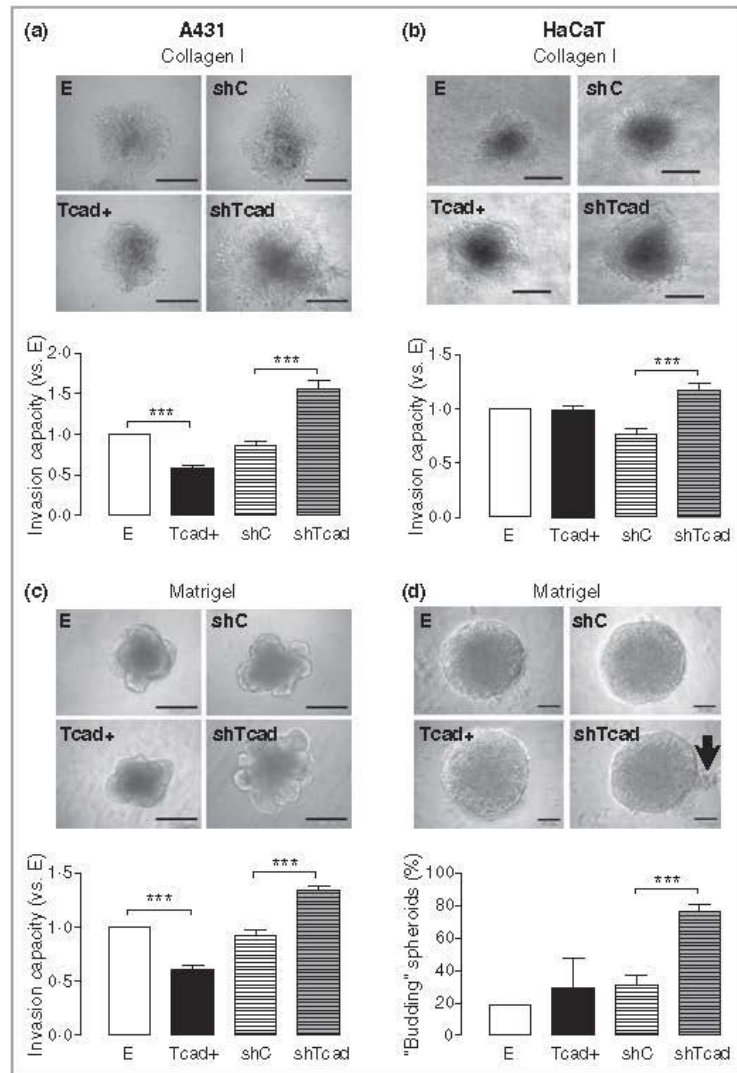 (a) A431
Collagen I
E shC
Tcad+ shTcad
Invasion capacity (vs. E)
2·0
1·5
1·0
0·5
0·0
***
***
E Tcad+ shC shTcad
(b) HaCaT
Collagen I
E shC
Tcad+ shTcad
Invasion capacity (vs. E)
1·5
1·0
0·5
0·0
***
E Tcad+ shC shTcad
(c) Matrigel
E shC
Tcad+ shTcad
Invasion capacity (vs. E)
1·5
1·0
0·5
0·0
***
***
E Tcad+ shC shTcad
(d) Matrigel
E shC
Tcad+ shTcad
"Budding" spheroids (%)
100
80
60
40
20
0
***
E Tcad+ shC shTcad